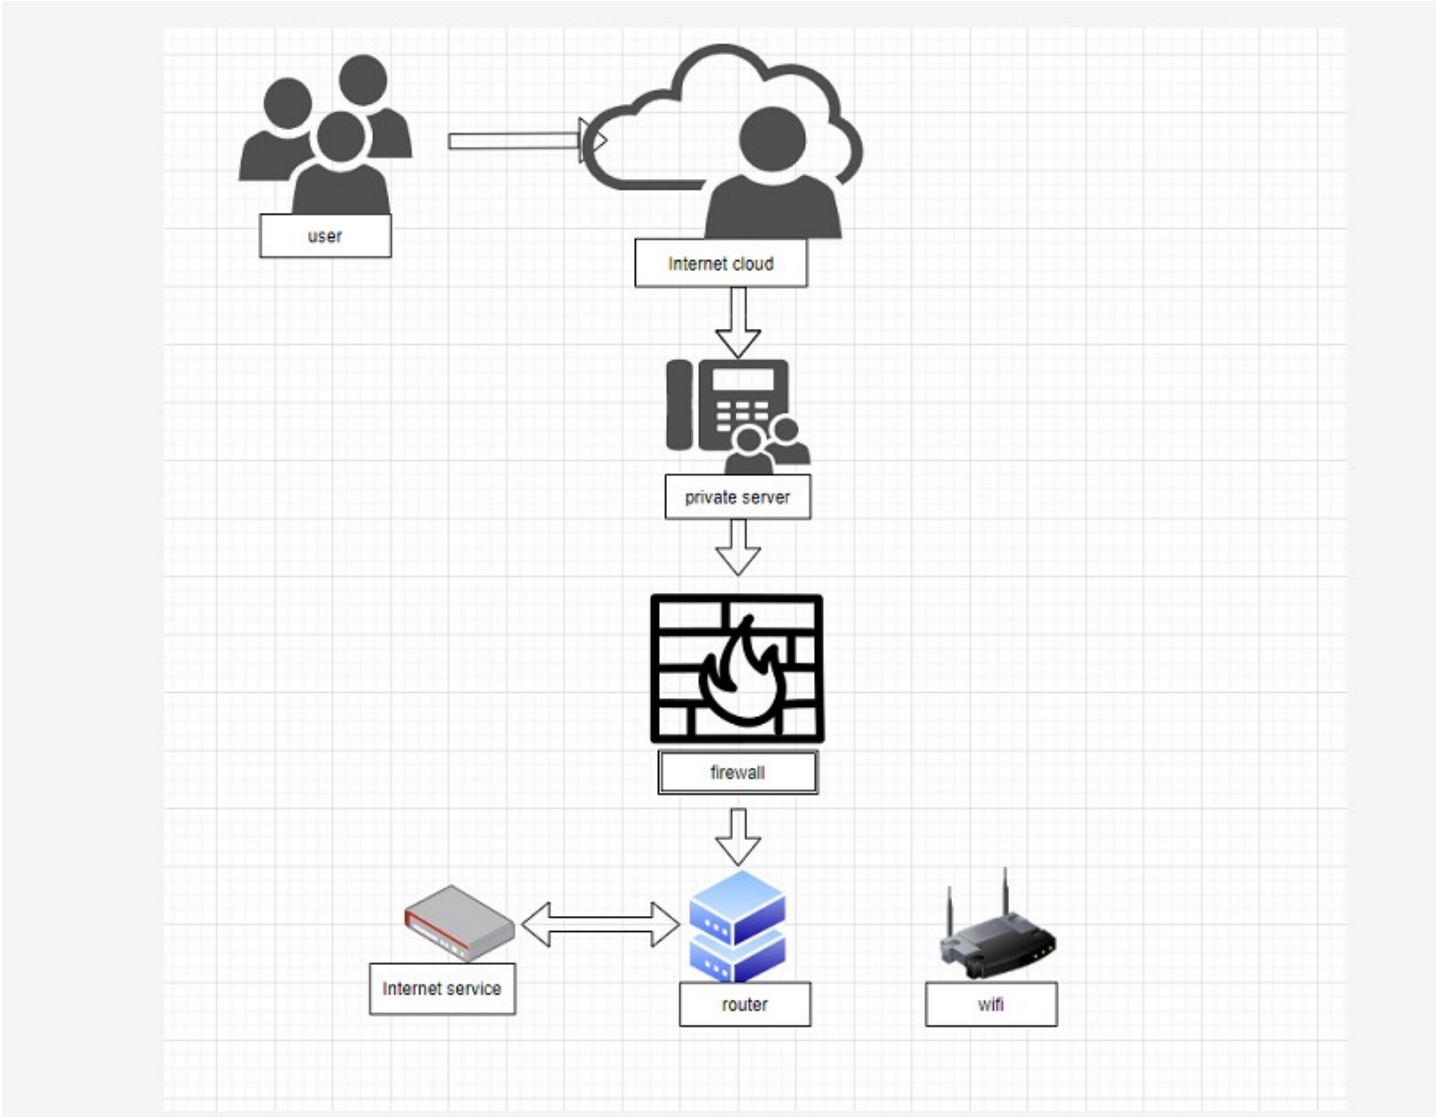 user
Internet cloud
private server
firewall
Internet service
router
wifi